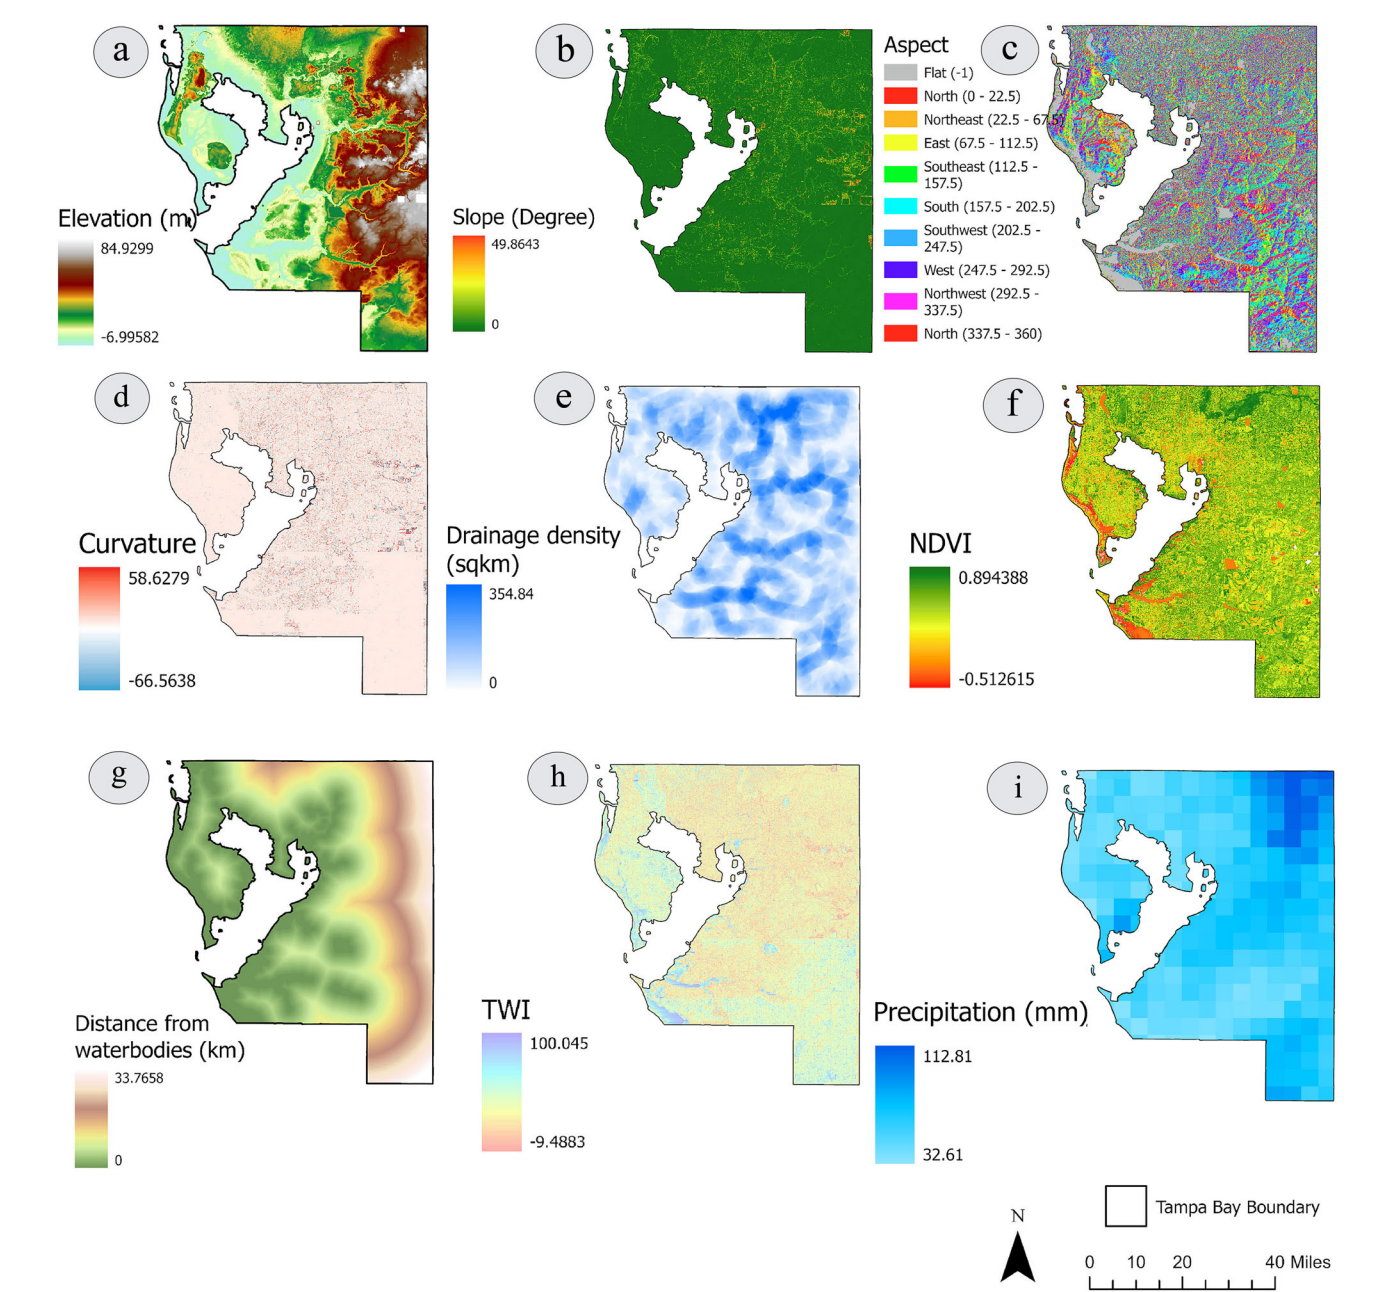 a
Elevation (m)
84.9299
-6.99582
b
Slope (Degree)
49.8643
0
c
Aspect
Flat (-1)
North (0 - 22.5)
Northeast (22.5 - 67.5)
East (67.5 - 112.5)
Southeast (112.5 -
157.5)
South (157.5 - 202.5)
Southwest (202.5 -
247.5)
West (247.5 - 292.5)
Northwest (292.5 -
337.5)
North (337.5 - 360)
d
Curvature
58.6279
-66.5638
e
Drainage density
(sqkm)
354.84
0
f
NDVI
0.894388
-0.512615
g
Distance from
waterbodies (km)
33.7658
0
h
TWI
100.045
-9.4883
i
Precipitation (mm)
112.81
32.61
N
Tampa Bay Boundary
0 10 20 40 Miles